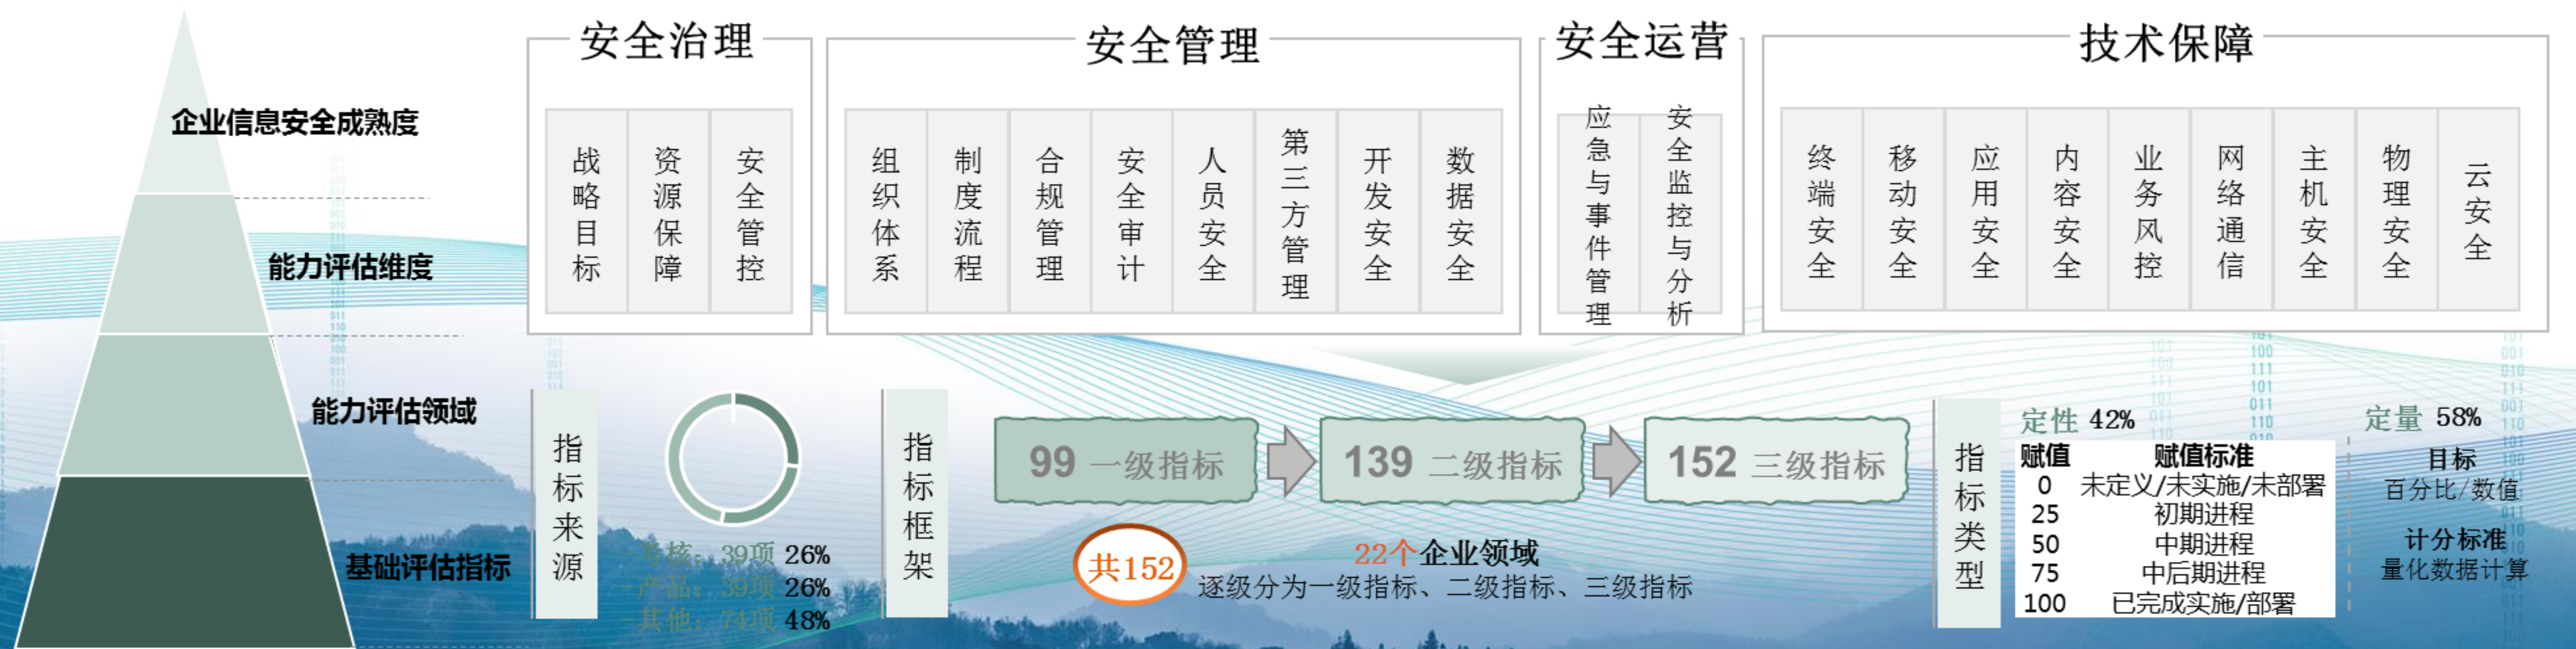 企业信息安全成熟度
能力评估维度
能力评估领域
基础评估指标
安全治理
战略目标
资源保障
安全管控
安全管理
组织体系
制度流程
合规管理
安全审计
人员安全
第三方管理
开发安全
数据安全
安全运营
应急与事件管理
安全监控与分析
技术保障
终端安全
移动安全
应用安全
内容安全
业务风控
网络通信
主机安全
物理安全
云安全
指标来源
-考核：39项 26%
-产品：39项 26%
-其他：74项 48%
指标框架
99 一级指标
139 二级指标
152 三级指标
共152
22个企业领域
逐级分为一级指标、二级指标、三级指标
指标类型
定性 42%
赋值 赋值标准
0 未定义/未实施/未部署
25 初期进程
50 中期进程
75 中后期进程
100 已完成实施/部署
定量 58%
目标
百分比/数值
计分标准
量化数据计算